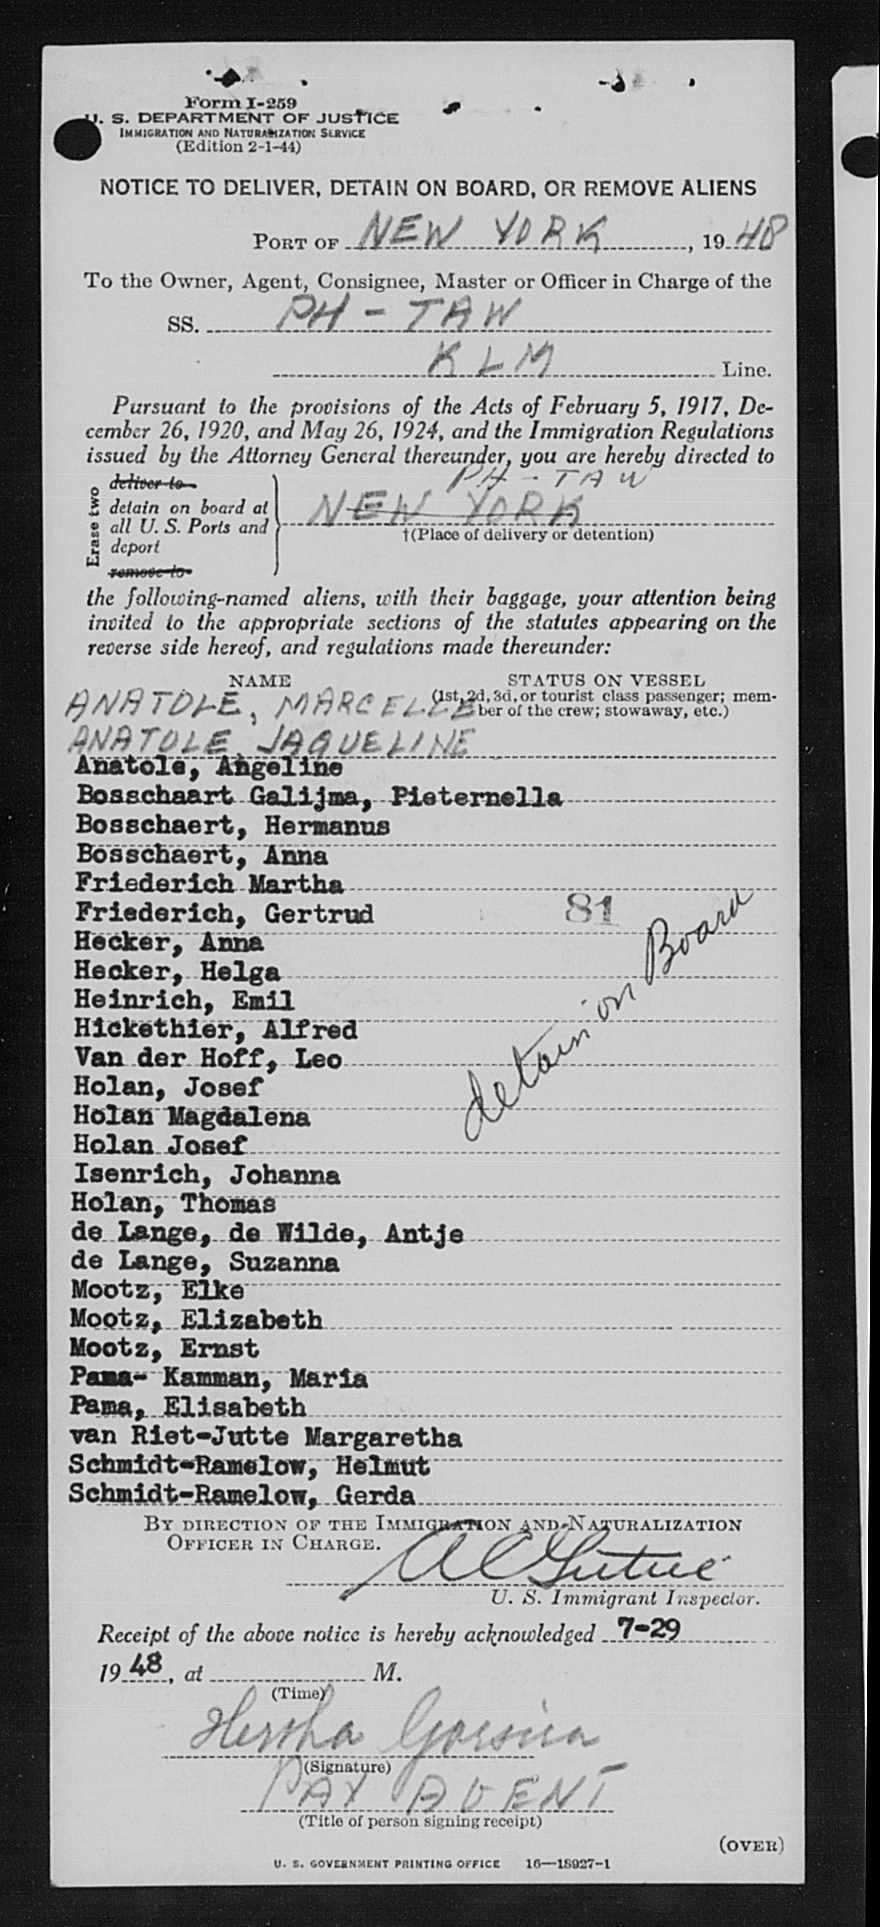 Form I-259
U. S. DEPARTMENT OF JUSTICE
IMMIGRATION AND NATURALIZATION SERVICE
(Edition 2-1-44)
NOTICE TO DELIVER, DETAIN ON BOARD, OR REMOVE ALIENS
PORT OF NEW YORK, 1948
To the Owner, Agent, Consignee, Master or Officer in Charge of the
SS. PH - TAW
KLM Line.
Pursuant to the provisions of the Acts of February 5, 1917, De-
cember 26, 1920, and May 26, 1924, and the Immigration Regulations
issued by the Attorney General thereunder, you are hereby directed to
PH - TAW
Erase two
deliver to
detain on board at
all U. S. Ports and
deport
remove to
NEW YORK
†(Place of delivery or detention)
the following-named aliens, with their baggage, your attention being
invited to the appropriate sections of the statutes appearing on the
reverse side hereof, and regulations made thereunder:
NAME STATUS ON VESSEL
(1st, 2d, 3d, or tourist class passenger; mem-
ber of the crew; stowaway, etc.)
ANATOLE, MARCELLE
ANATOLE JAQUELINE
Anatole, Angeline
Bosschaart Galijma, Pieternella
Bosschaert, Hermanus
Bosschaert, Anna
Friederich Martha
Friederich, Gertrud 81
Hecker, Anna
Hecker, Helga
Heinrich, Emil
Hickethier, Alfred
Van der Hoff, Leo
detain on Board
Holan, Josef
Holan Magdalena
Holan Josef
Isenrich, Johanna
Holan, Thomas
de Lange, de Wilde, Antje
de Lange, Suzanna
Mootz, Elke
Mootz, Elizabeth
Mootz, Ernst
Pama- Kamman, Maria
Pama, Elisabeth
van Riet-Jutte Margaretha
Schmidt-Ramelow, Helmut
Schmidt-Ramelow, Gerda
BY DIRECTION OF THE IMMIGRATION AND NATURALIZATION
OFFICER IN CHARGE.
U. S. Immigrant Inspector.
Receipt of the above notice is hereby acknowledged 7-29
1948, at M.
(Time)
(Signature)
PAX AGENT
(Title of person signing receipt)
(OVER)
U. S. GOVERNMENT PRINTING OFFICE 16—18927-1